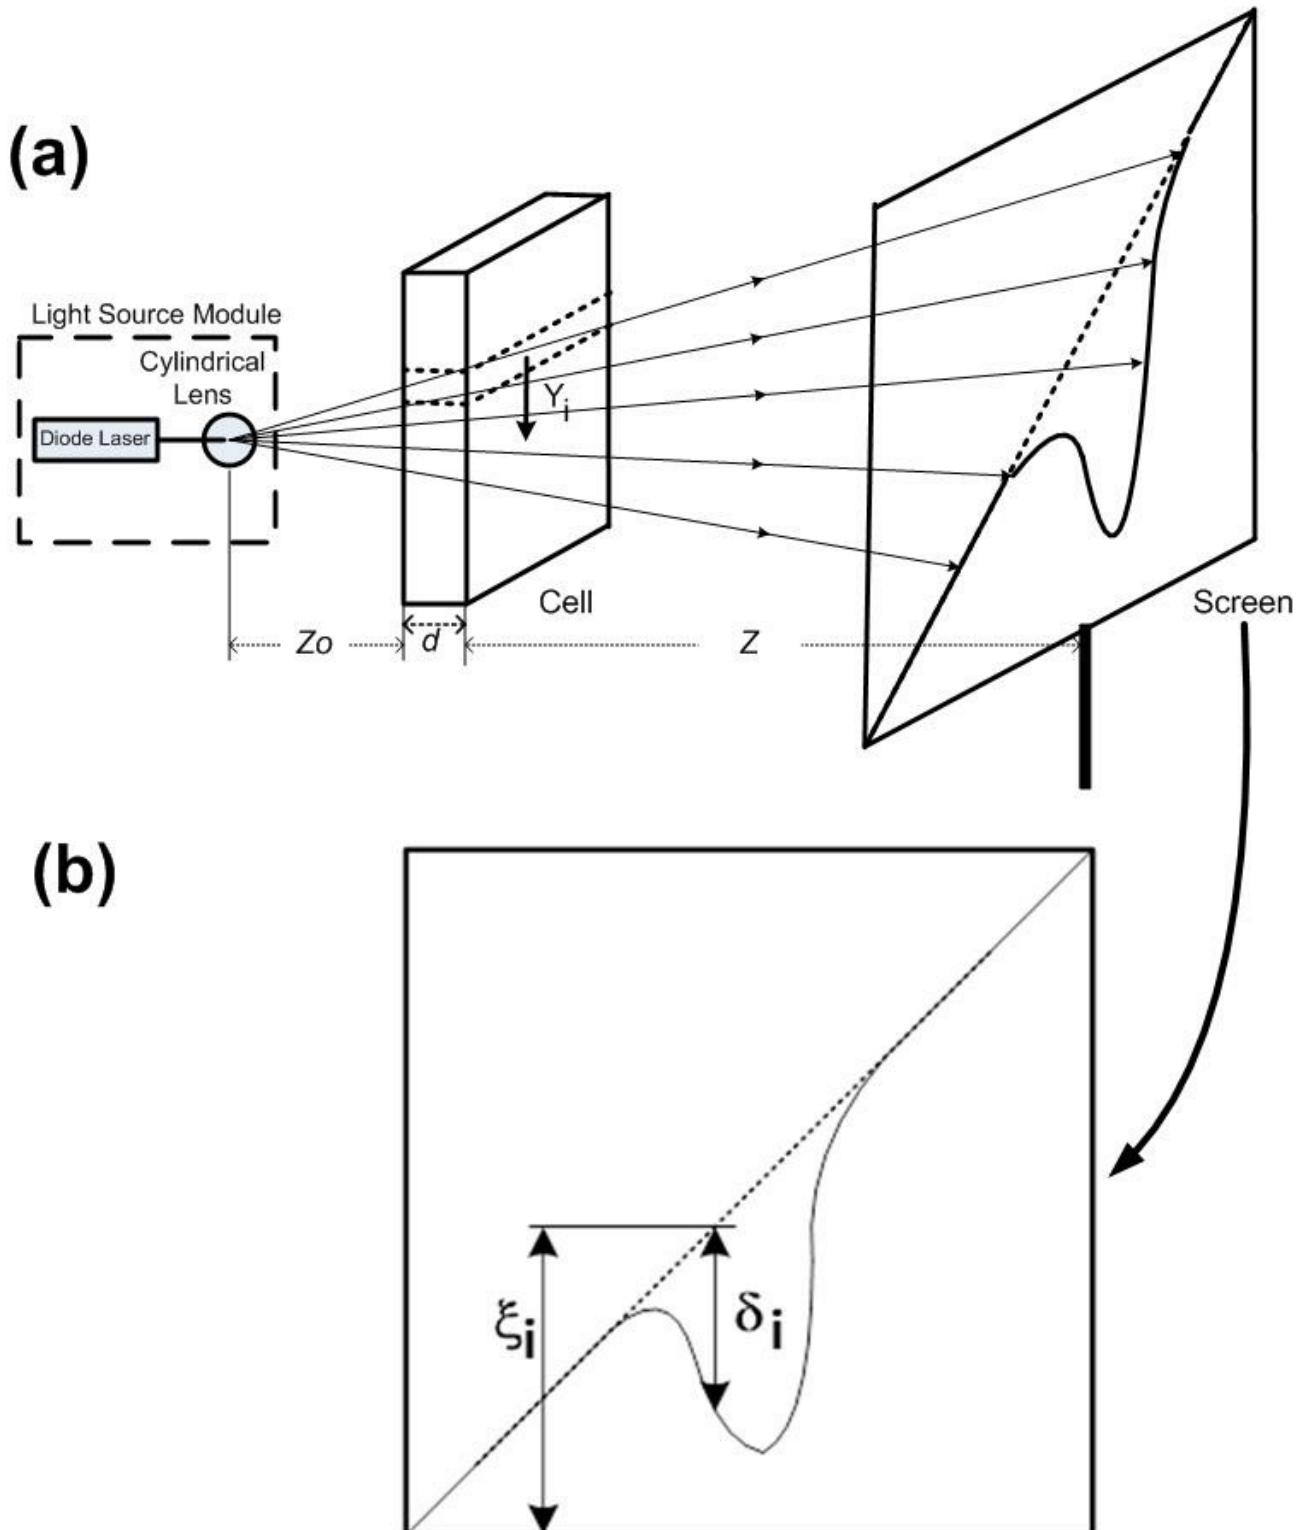 (a)
Light Source Module
Cylindrical
Lens
Diode Laser
Yi
Cell
Screen
Zo
d
Z
(b)
ξi
δi